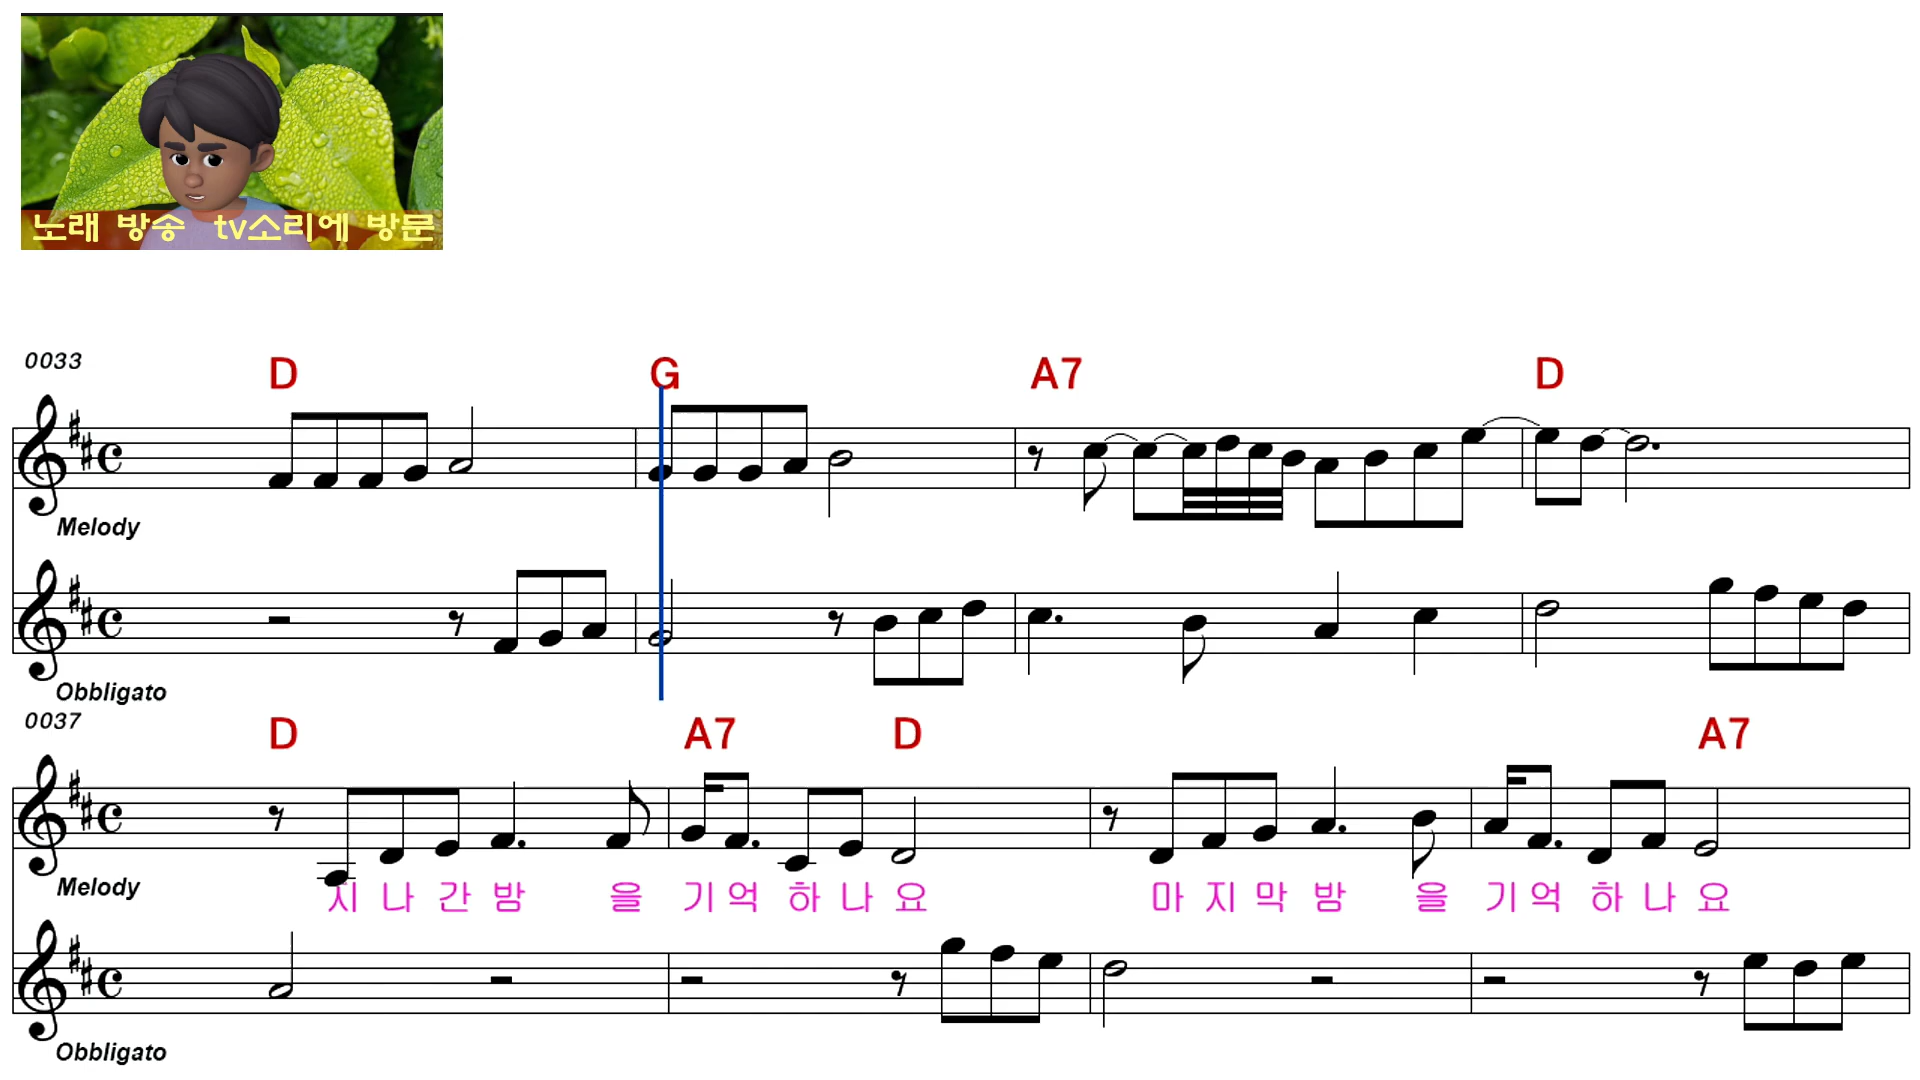 노래 방송 tv소리에 방문
0033
D G A7 D
Melody
Obbligato
0037
D A7 D A7
Melody
지 나 간 밤 을 기 억 하 나 요 마 지 막 밤 을 기 억 하 나 요
Obbligato